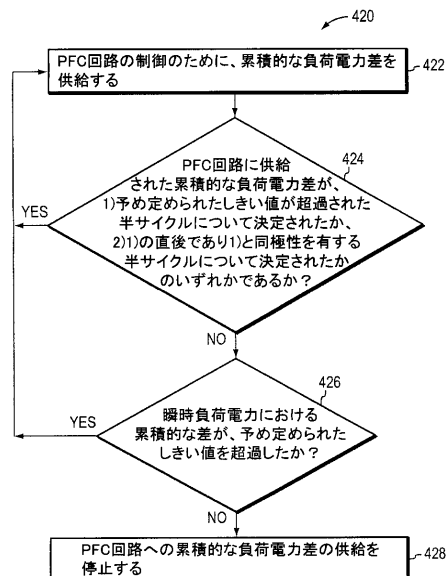 420
PFC回路の制御のために、累積的な負荷電力差を
供給する
422
PFC回路に供給
された累積的な負荷電力差が、
1)予め定められたしきい値が超過された
半サイクルについて決定されたか、
2)1)の直後であり1)と同極性を有する
半サイクルについて決定されたか
のいずれかであるか?
424
YES
NO
瞬時負荷電力における
累積的な差が、予め定められた
しきい値を超過したか?
426
YES
NO
PFC回路への累積的な負荷電力差の供給を
停止する
428